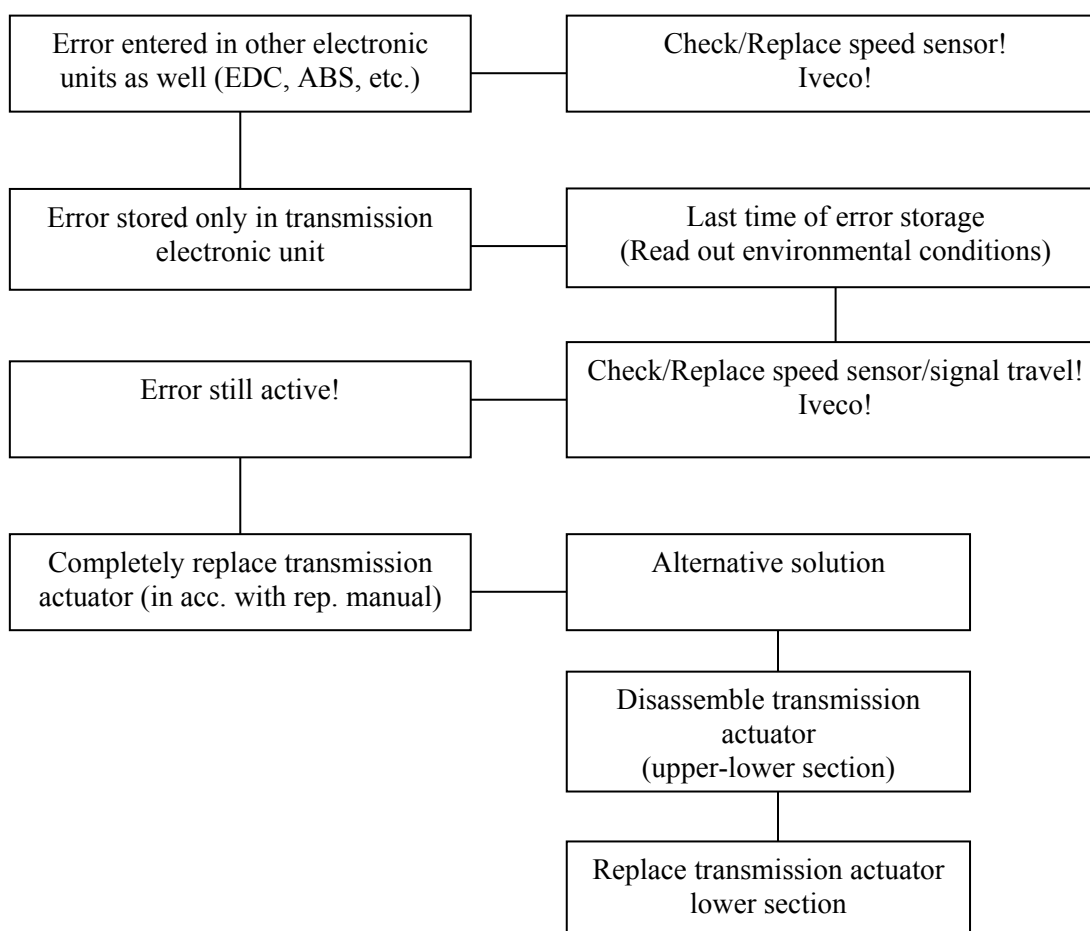 Error entered in other electronic
units as well (EDC, ABS, etc.)
Check/Replace speed sensor!
Iveco!
Error stored only in transmission
electronic unit
Last time of error storage
(Read out environmental conditions)
Error still active!
Check/Replace speed sensor/signal travel!
Iveco!
Completely replace transmission
actuator (in acc. with rep. manual)
Alternative solution
Disassemble transmission
actuator
(upper-lower section)
Replace transmission actuator
lower section